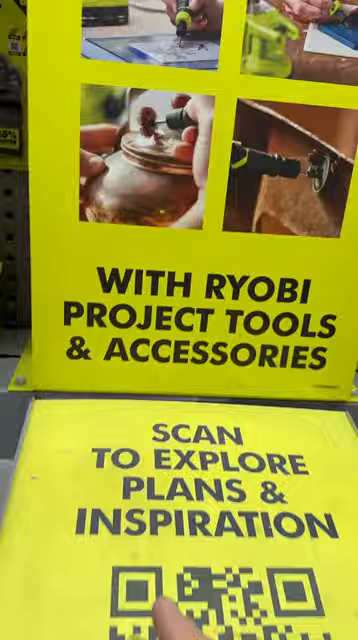 WITH RYOBI
PROJECT TOOLS
& ACCESSORIES
SCAN
TO EXPLORE
PLANS &
INSPIRATION